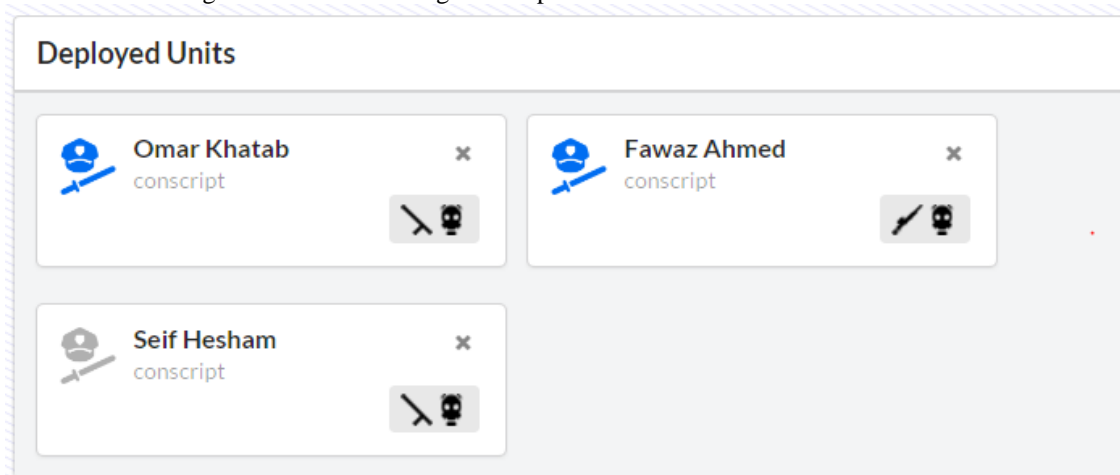 Deployed Units
Omar Khatab
conscript
Fawaz Ahmed
conscript
Seif Hesham
conscript